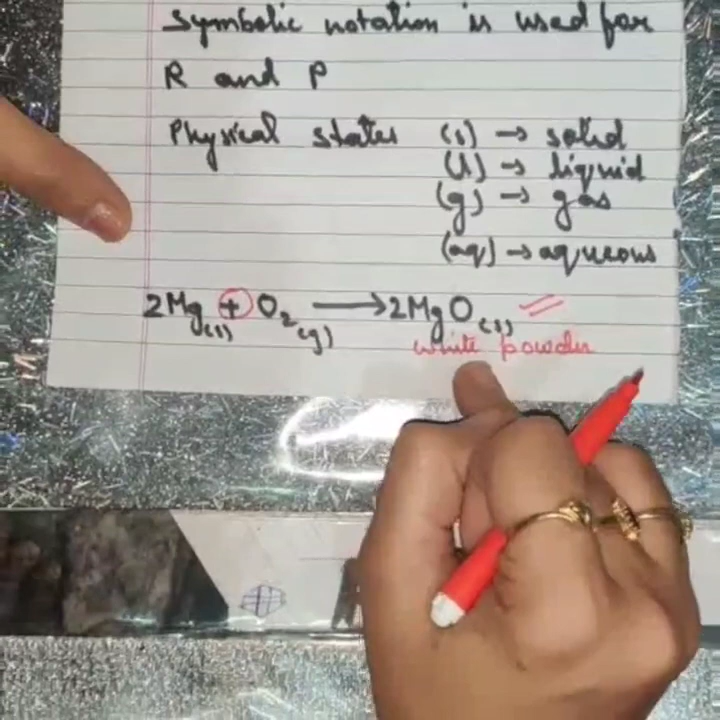 Symbolic notation is used for
R and P
Physical states (s) → solid
(l) → liquid
(g) → gas
(aq) → aqueous
2Mg(s) + O2(g) → 2MgO(s)
white powder